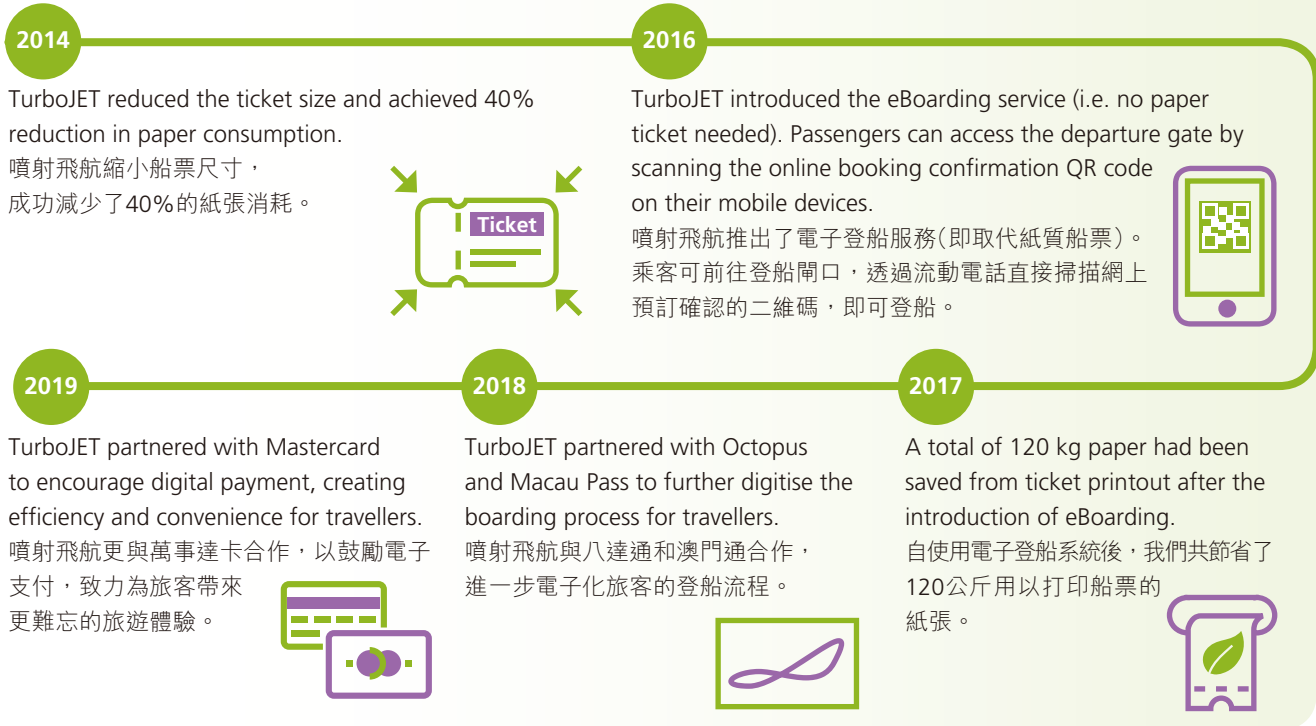 2014
TurboJET reduced the ticket size and achieved 40%
reduction in paper consumption.
噴射飛航縮小船票尺寸，
成功減少了40%的紙張消耗。
Ticket
2016
TurboJET introduced the eBoarding service (i.e. no paper
ticket needed). Passengers can access the departure gate by
scanning the online booking confirmation QR code
on their mobile devices.
噴射飛航推出了電子登船服務（即取代紙質船票）。
乘客可前往登船閘口，透過流動電話直接掃描網上
預訂確認的二維碼，即可登船。
2017
A total of 120 kg paper had been
saved from ticket printout after the
introduction of eBoarding.
自使用電子登船系統後，我們共節省了
120公斤用以打印船票的
紙張。
2018
TurboJET partnered with Octopus
and Macau Pass to further digitise the
boarding process for travellers.
噴射飛航與八達通和澳門通合作，
進一步電子化旅客的登船流程。
2019
TurboJET partnered with Mastercard
to encourage digital payment, creating
efficiency and convenience for travellers.
噴射飛航更與萬事達卡合作，以鼓勵電子
支付，致力為旅客帶來
更難忘的旅遊體驗。